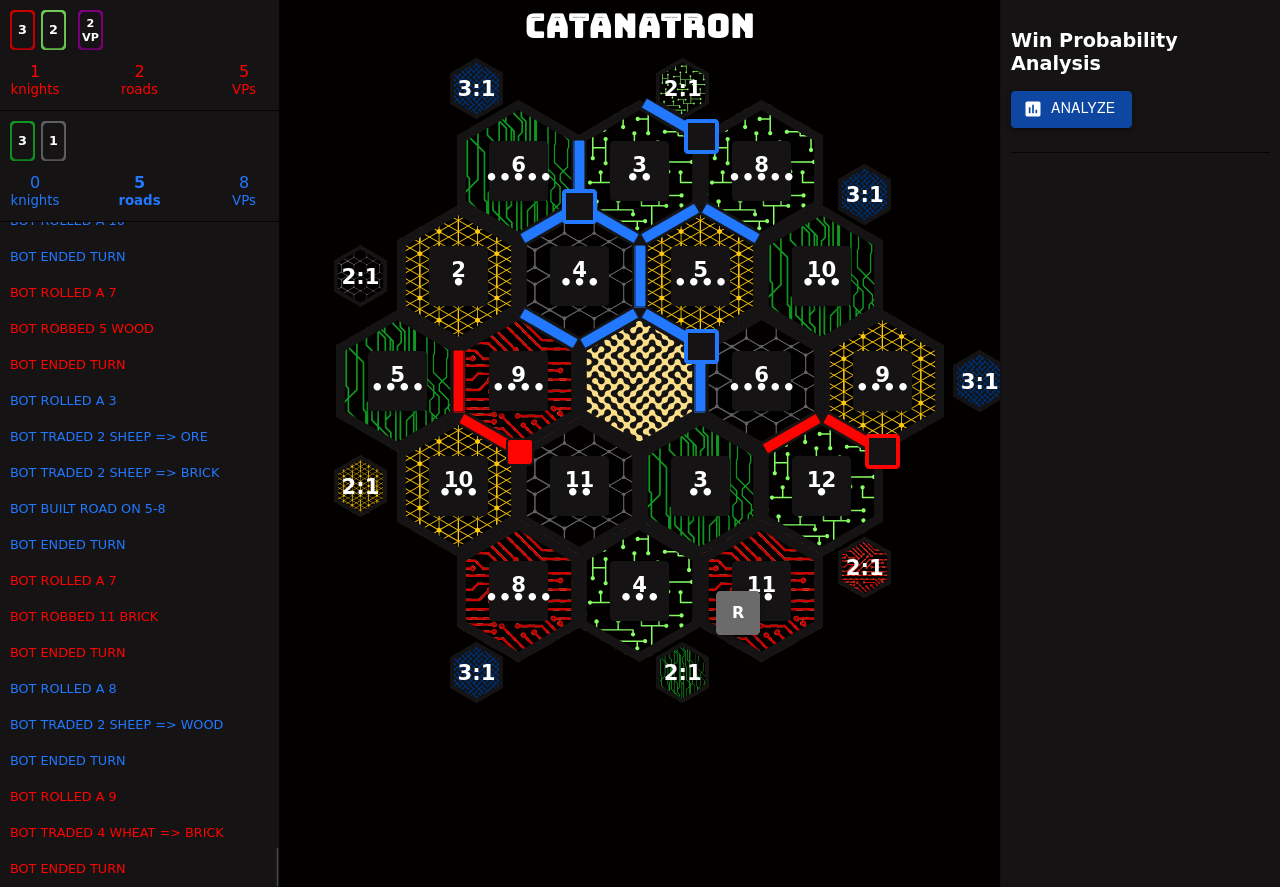 CATANATRON
3 2 2 VP
1 2 5
knights roads VPs
3 1
0 5 8
knights roads VPs
BOT ENDED TURN
BOT ROLLED A 7
BOT ROBBED 5 WOOD
BOT ENDED TURN
BOT ROLLED A 3
BOT TRADED 2 SHEEP => ORE
BOT TRADED 2 SHEEP => BRICK
BOT BUILT ROAD ON 5-8
BOT ENDED TURN
BOT ROLLED A 7
BOT ROBBED 11 BRICK
BOT ENDED TURN
BOT ROLLED A 8
BOT TRADED 2 SHEEP => WOOD
BOT ENDED TURN
BOT ROLLED A 9
BOT TRADED 4 WHEAT => BRICK
BOT ENDED TURN
3:1 2:1
6 3 8
3:1
2:1 2 4 5 10
5 9 6 9 3:1
2:1 10 11 3 12
2:1
8 4 11
R
3:1 2:1
Win Probability
Analysis
ANALYZE